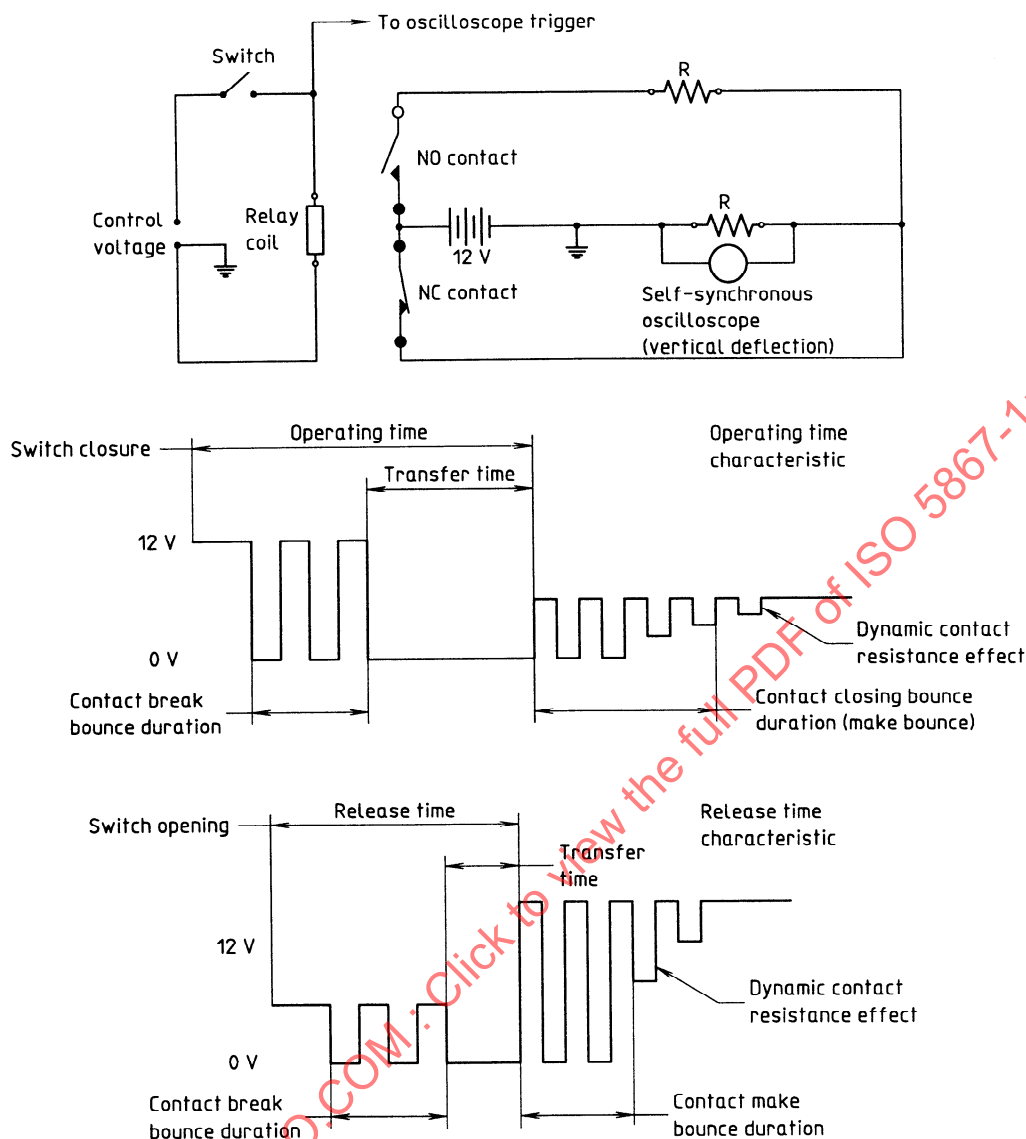 To oscilloscope trigger
Switch
R
NO contact
Control
voltage
Relay
coil
12 V
R
NC contact
Self-synchronous
oscilloscope
(vertical deflection)
Switch closure
Operating time
Operating time
characteristic
Transfer time
12 V
0 V
Dynamic contact
resistance effect
Contact break
bounce duration
Contact closing bounce
duration (make bounce)
Switch opening
Release time
Release time
characteristic
Transfer
time
12 V
0 V
Dynamic contact
resistance effect
Contact break
bounce duration
Contact make
bounce duration
O.COM : Click to view the full PDF of ISO 5867-1